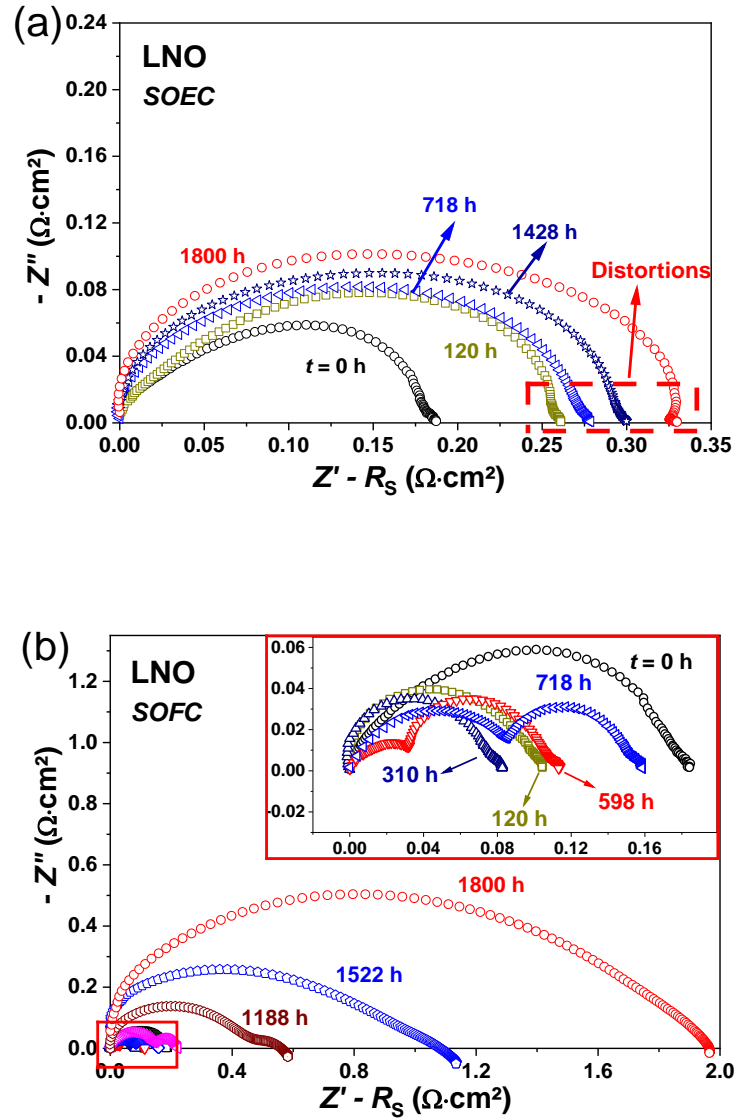 (a)
LNO
SOEC
0.24
0.20
0.16
0.12
0.08
0.04
0.00
- Z'' (Ω·cm²)
718 h
1428 h
1800 h
Distortions
120 h
t = 0 h
0.00 0.05 0.10 0.15 0.20 0.25 0.30 0.35
Z' - R_S (Ω·cm²)
(b)
LNO
SOFC
1.2
1.0
0.8
0.6
0.4
0.2
0.0
- Z'' (Ω·cm²)
0.06
0.04
0.02
0.00
-0.02
t = 0 h
718 h
310 h
598 h
120 h
0.00 0.04 0.08 0.12 0.16
1800 h
1522 h
1188 h
0.0 0.4 0.8 1.2 1.6 2.0
Z' - R_S (Ω·cm²)